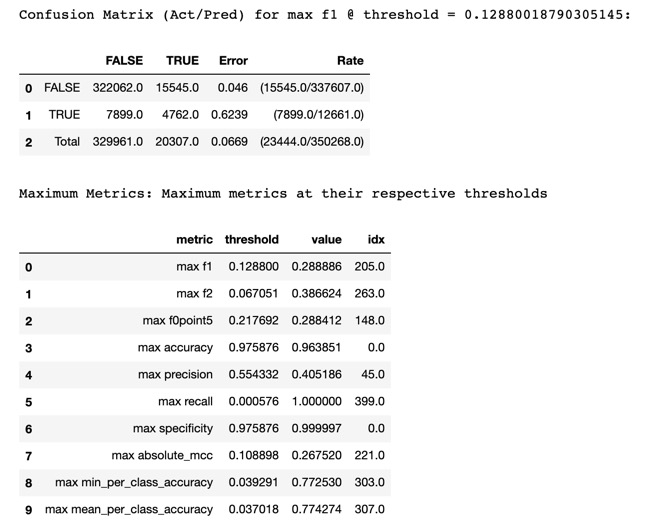 Confusion Matrix (Act/Pred) for max f1 @ threshold = 0.12880018790305145:
FALSE TRUE Error Rate
0 FALSE 322062.0 15545.0 0.046 (15545.0/337607.0)
1 TRUE 7899.0 4762.0 0.6239 (7899.0/12661.0)
2 Total 329961.0 20307.0 0.0669 (23444.0/350268.0)
Maximum Metrics: Maximum metrics at their respective thresholds
metric threshold value idx
0 max f1 0.128800 0.288886 205.0
1 max f2 0.067051 0.386624 263.0
2 max f0point5 0.217692 0.288412 148.0
3 max accuracy 0.975876 0.963851 0.0
4 max precision 0.554332 0.405186 45.0
5 max recall 0.000576 1.000000 399.0
6 max specificity 0.975876 0.999997 0.0
7 max absolute_mcc 0.108898 0.267520 221.0
8 max min_per_class_accuracy 0.039291 0.772530 303.0
9 max mean_per_class_accuracy 0.037018 0.774274 307.0